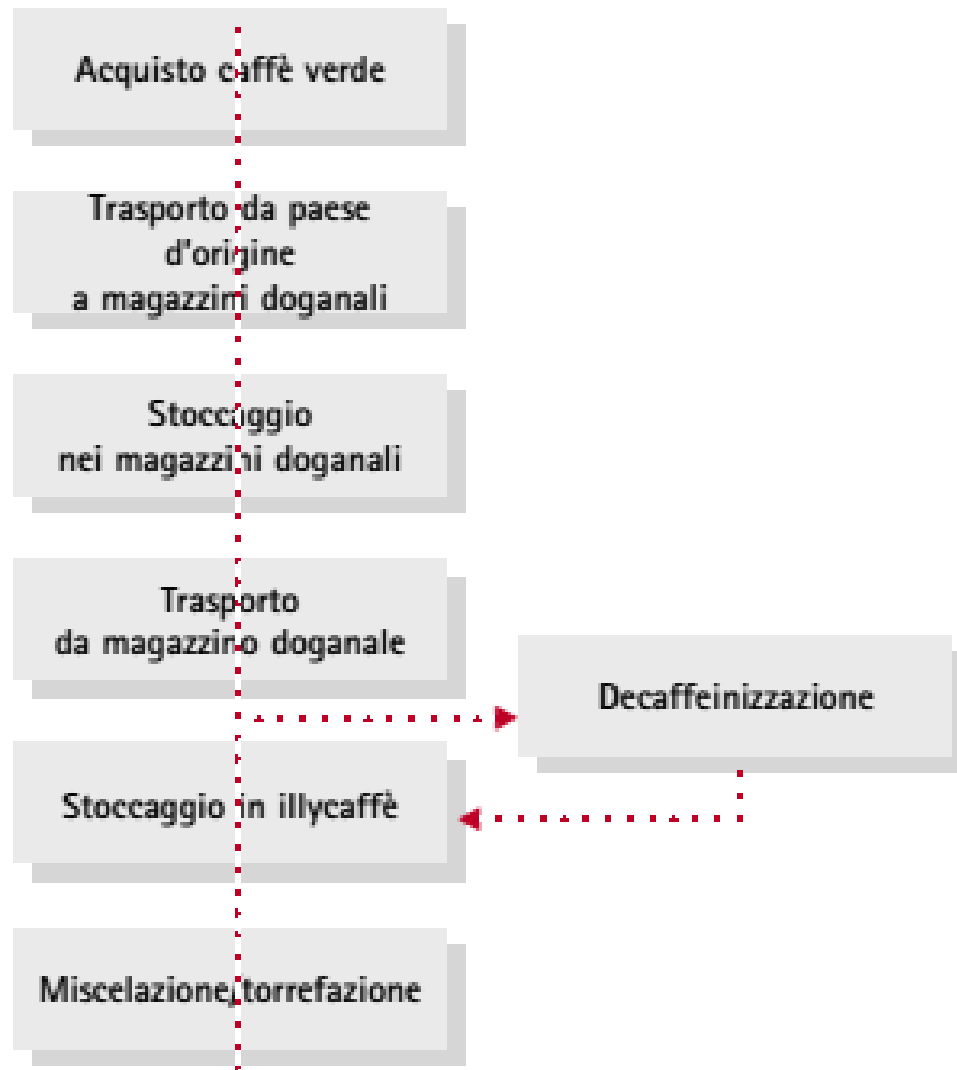 Acquisto caffè verde
Trasporto da paese
d'origine
a magazzini doganali
Stoccaggio
nei magazzini doganali
Trasporto
da magazzino doganale
Decaffeinizzazione
Stoccaggio in illycaffè
Miscelazione/torrefazione